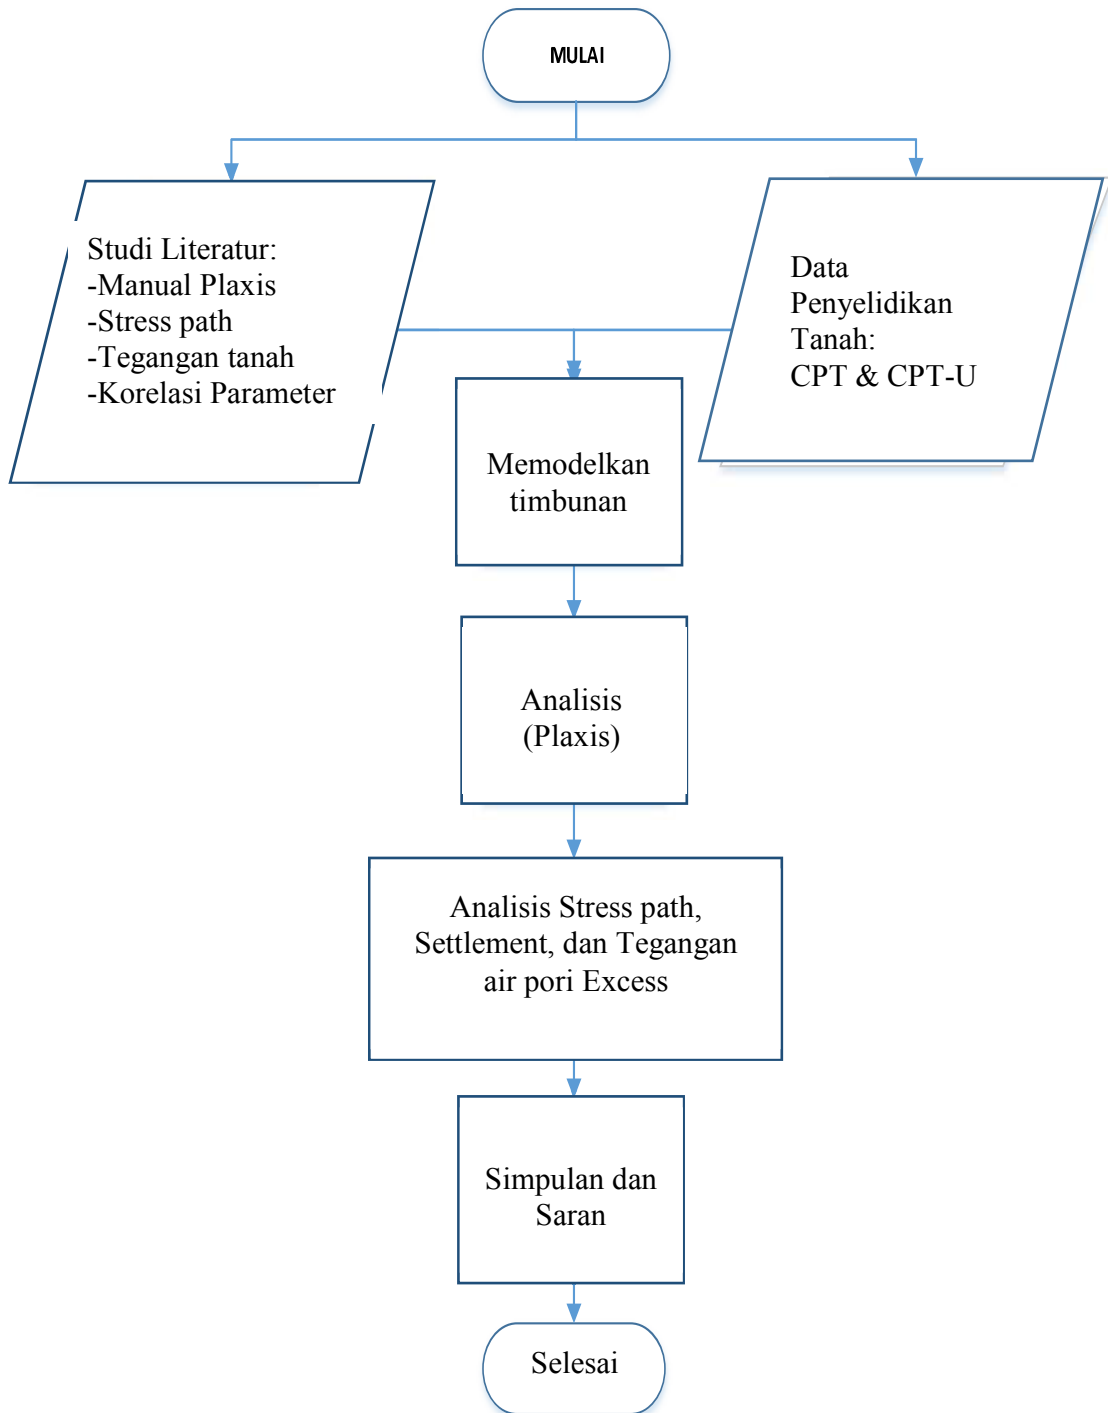 MULAI
Studi Literatur:
-Manual Plaxis
-Stress path
-Tegangan tanah
-Korelasi Parameter
Data
Penyelidikan
Tanah:
CPT & CPT-U
Memodelkan
timbunan
Analisis
(Plaxis)
Analisis Stress path,
Settlement, dan Tegangan
air pori Excess
Simpulan dan
Saran
Selesai